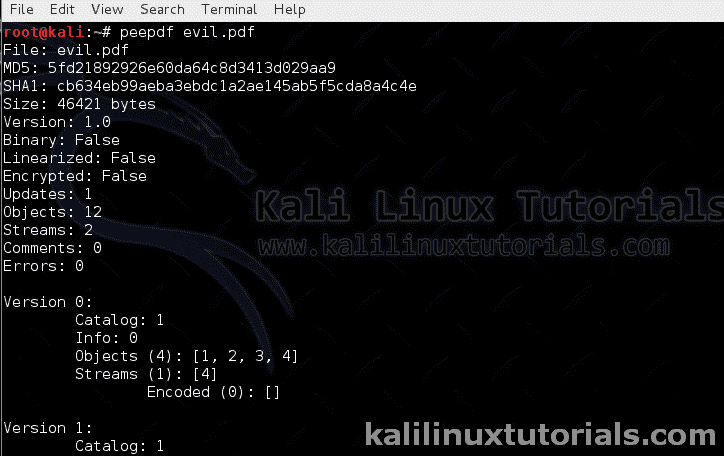 File Edit View Search Terminal Help
root@kali:~# peepdf evil.pdf
File: evil.pdf
MD5: 5fd21892926e60da64c8d3413d029aa9
SHA1: cb634eb99aeba3ebdc1a2ae145ab5f5cda8a4c4e
Size: 46421 bytes
Version: 1.0
Binary: False
Linearized: False
Encrypted: False
Updates: 1
Objects: 12
Streams: 2
Comments: 0
Errors: 0
Kali Linux Tutorials
www.kalilinuxtutorials.com
Version 0:
Catalog: 1
Info: 0
Objects (4): [1, 2, 3, 4]
Streams (1): [4]
Encoded (0): []
Version 1:
Catalog: 1
kalilinuxtutorials.com